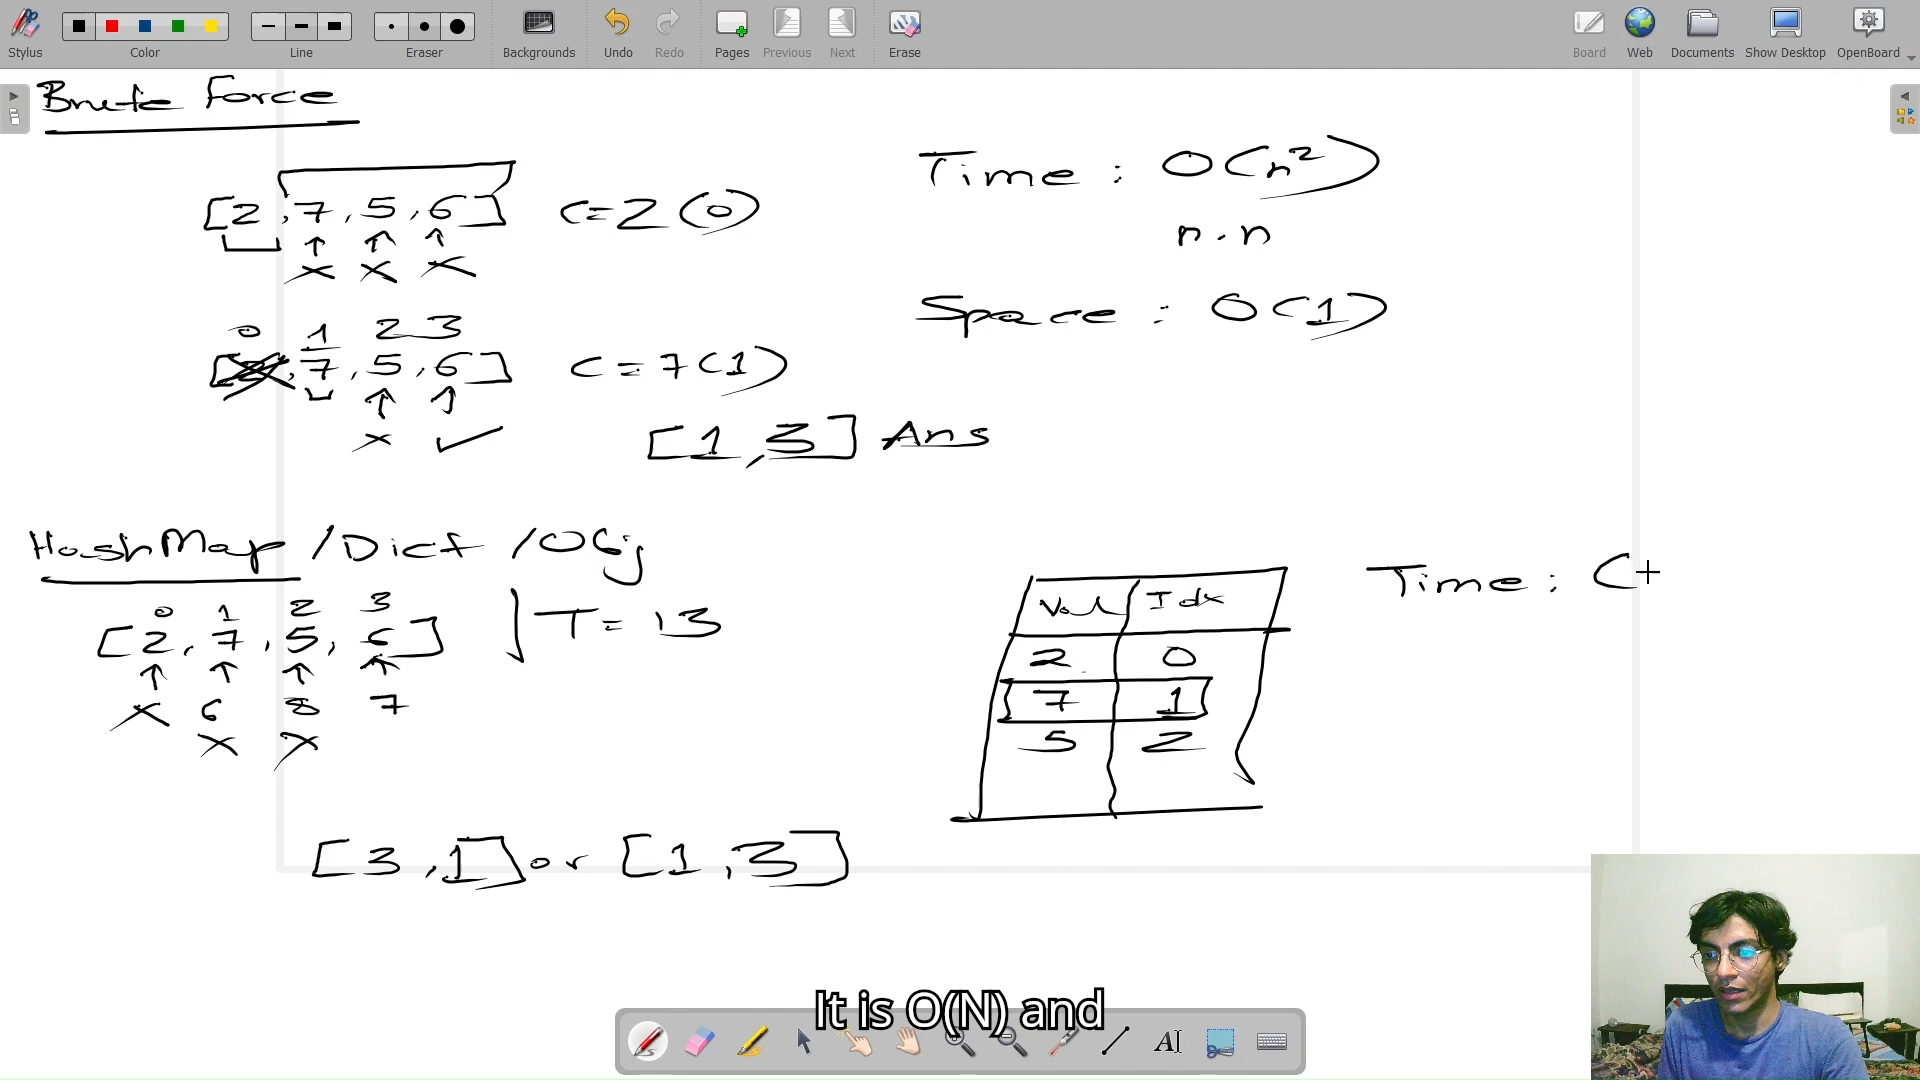 Stylus Color Line Eraser Backgrounds Undo Redo Pages Previous Next Erase Board Web Documents Show Desktop OpenBoard
Brute Force
[2, 7, 5, 6] C=2(0)
0 1 2 3
, 7, 5, 6] C=7(1)
[1, 3] Ans
Time : O(n²)
n.n
Space : O(1)
HashMap / Dict / Obj
0 1 2 3
[2, 7, 5, 6] T= 13
6 8 7
Val Idx
2 0
7 1
5 2
Time : C
[3, 1] or [1, 3]
It is O(N) and